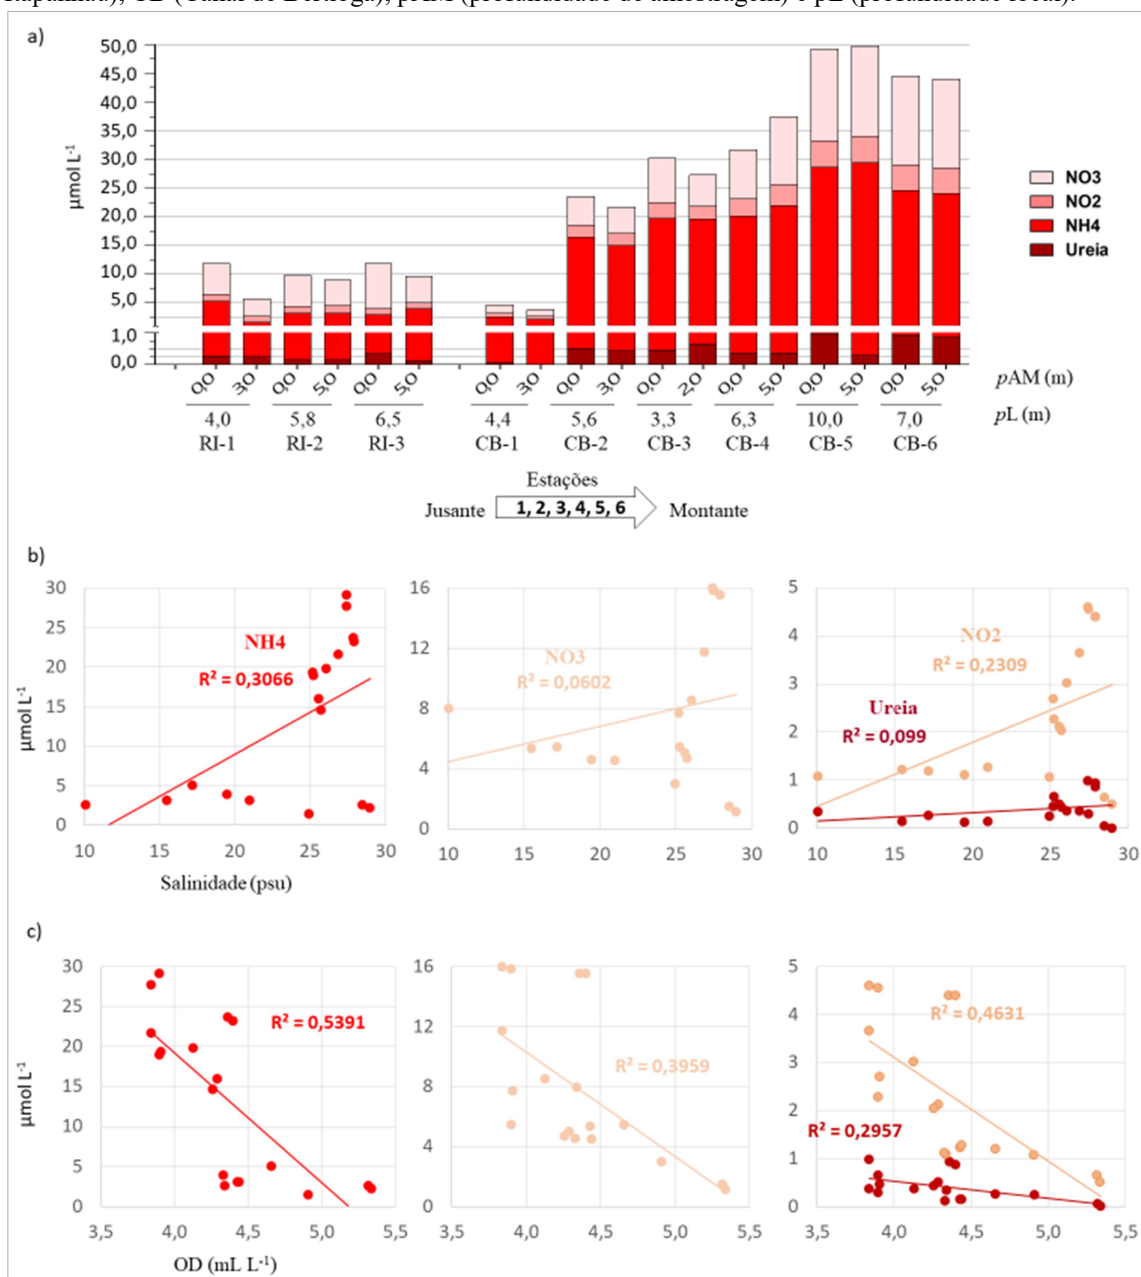 Itapanhaú), CB (Canal de Bertioga), pAM (profundidade de amostragem) e pL (profundidade local).
a)
50,0
45,0
40,0
35,0
30,0
25,0
20,0
15,0
10,0
5,0
1,0
0,0
µmol L-1
NO3
NO2
NH4
Ureia
0,0 3,0 0,0 5,0 0,0 5,0 0,0 3,0 0,0 3,0 0,0 2,0 0,0 5,0 0,0 5,0 0,0 5,0 pAM (m)
4,0 5,8 6,5 4,4 5,6 3,3 6,3 10,0 7,0 pL (m)
RI-1 RI-2 RI-3 CB-1 CB-2 CB-3 CB-4 CB-5 CB-6
Estações
Jusante 1, 2, 3, 4, 5, 6 Montante
b)
µmol L-1
30
25
20
15
10
5
0
NH4
R² = 0,3066
10 15 20 25 30
Salinidade (psu)
16
12
8
4
0
NO3
R² = 0,0602
10 15 20 25 30
5
4
3
2
1
0
NO2
R² = 0,2309
Ureia
R² = 0,099
10 15 20 25 30
c)
µmol L-1
30
25
20
15
10
5
0
R² = 0,5391
3,5 4,0 4,5 5,0 5,5
OD (mL L-1)
16
12
8
4
0
R² = 0,3959
3,5 4,0 4,5 5,0 5,5
5
4
3
2
1
0
R² = 0,4631
R² = 0,2957
3,5 4,0 4,5 5,0 5,5